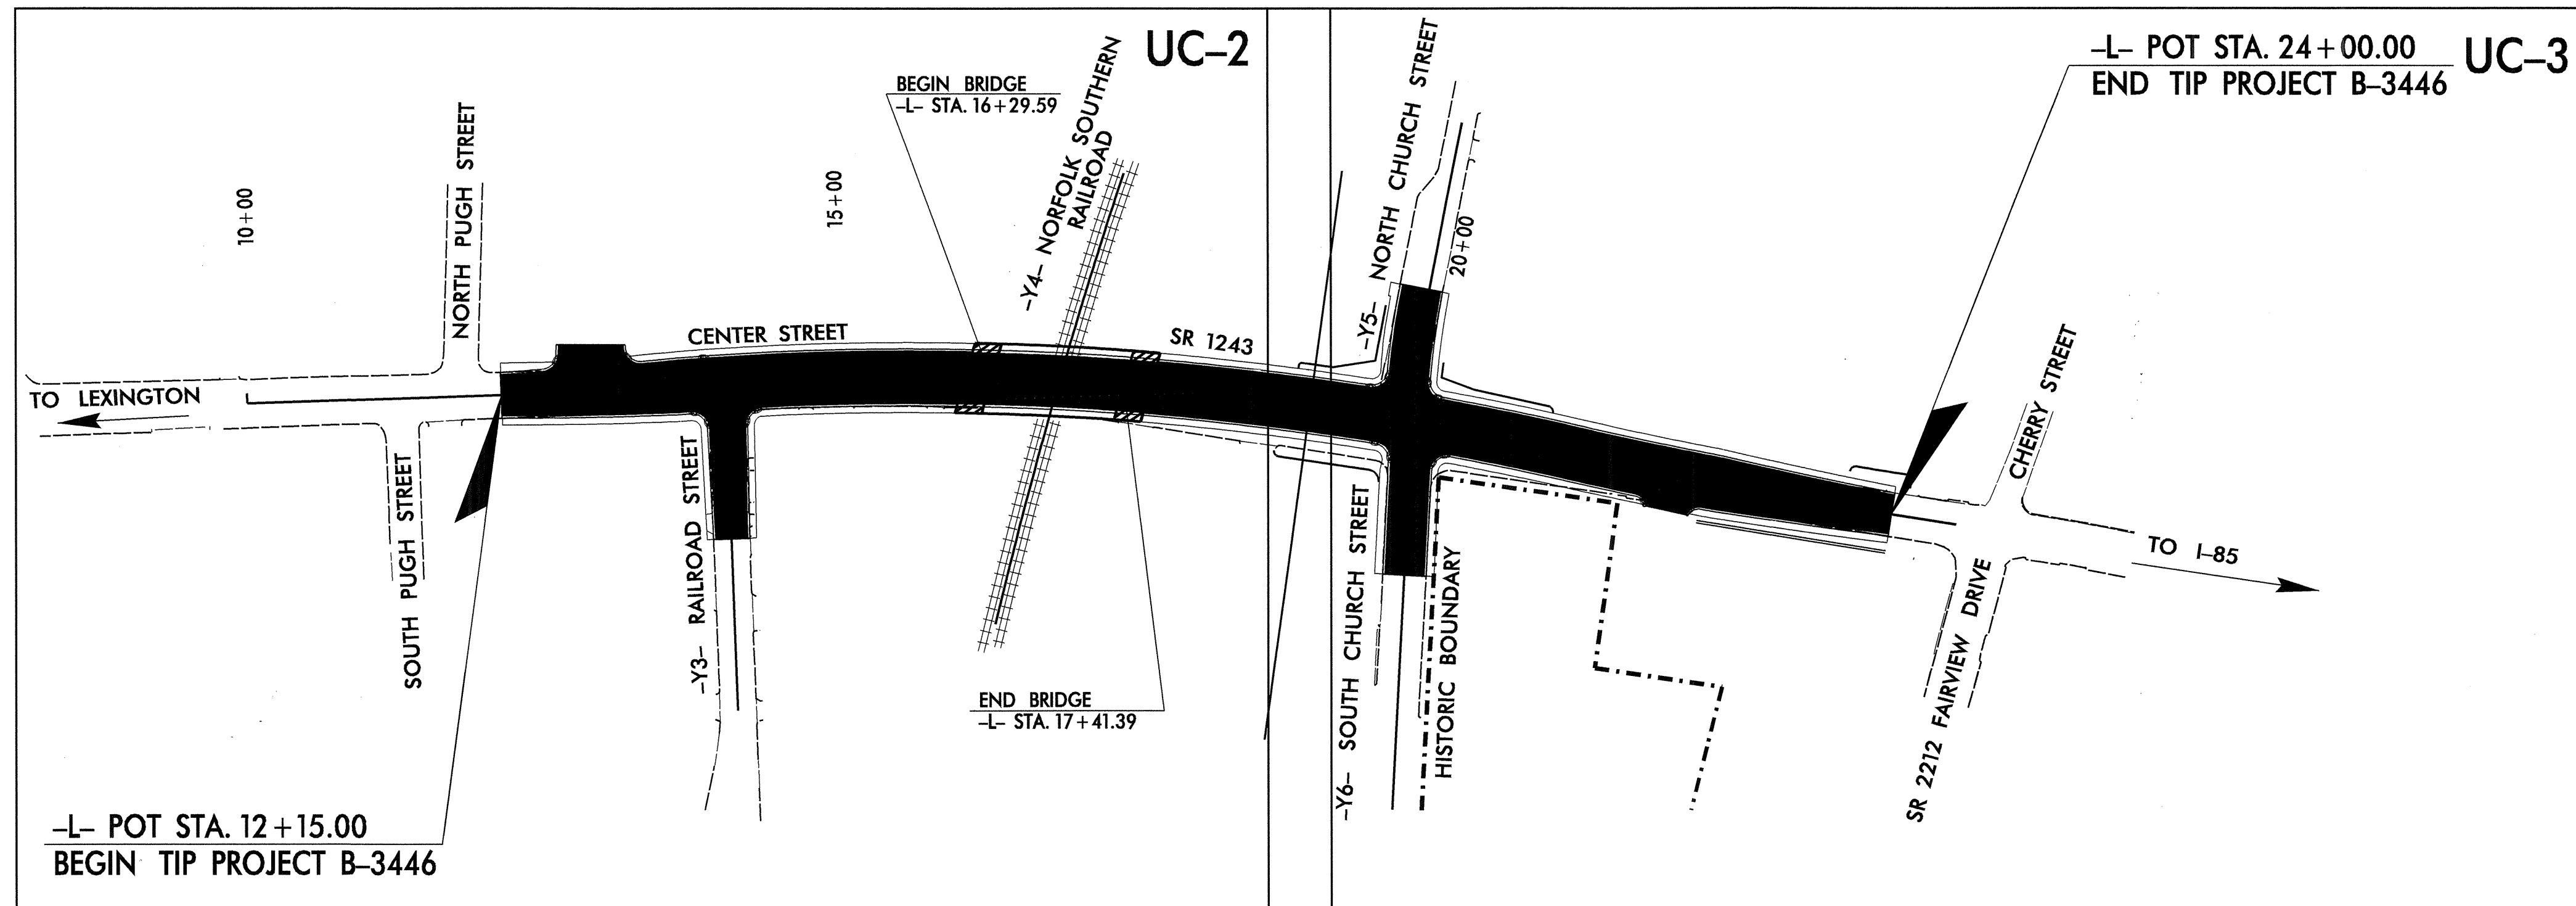 UC–2
–L– POT STA. 24+00.00
END TIP PROJECT B–3446
UC–3
BEGIN BRIDGE
–L– STA. 16+29.59
–Y4– NORFOLK SOUTHERN
RAILROAD
–Y5– NORTH CHURCH STREET
NORTH PUGH STREET
10+00
15+00
20+00
CENTER STREET
SR 1243
TO LEXINGTON
CHERRY STREET
SOUTH PUGH STREET
–Y3– RAILROAD STREET
–Y6– SOUTH CHURCH STREET
HISTORIC BOUNDARY
TO I–85
SR 2212 FAIRVIEW DRIVE
END BRIDGE
–L– STA. 17+41.39
–L– POT STA. 12+15.00
BEGIN TIP PROJECT B–3446